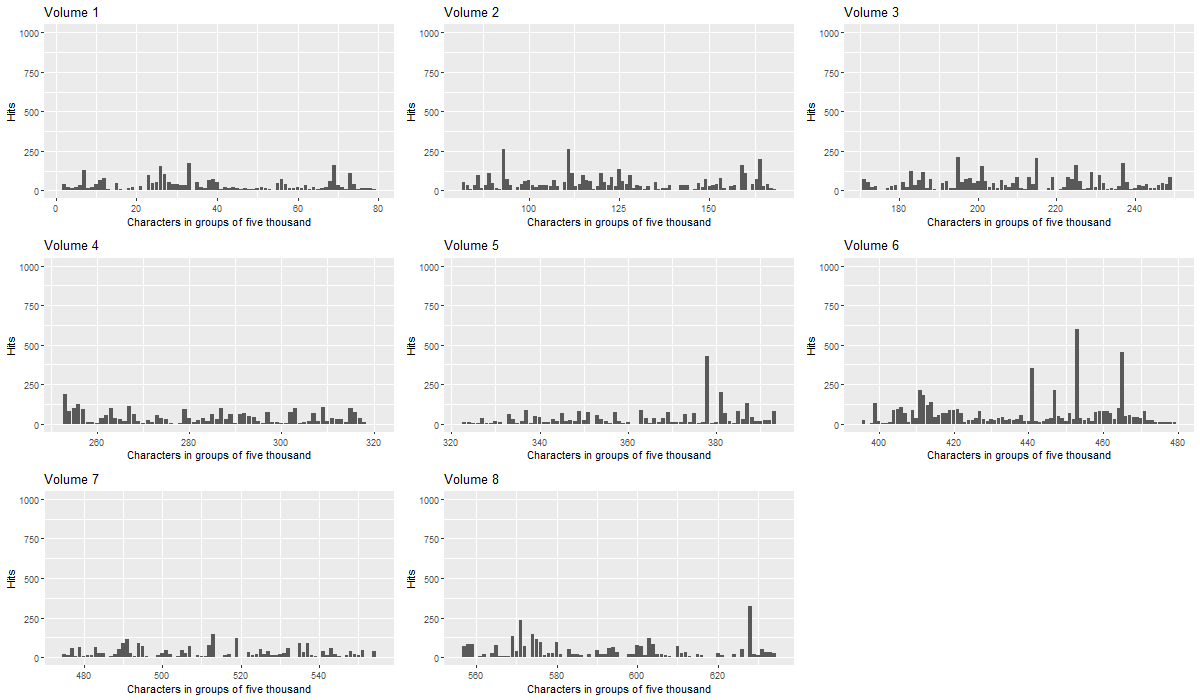 Volume 1
1000
750
500
250
0
Hits
0 20 40 60 80
Characters in groups of five thousand
Volume 2
1000
750
500
250
0
Hits
100 125 150
Characters in groups of five thousand
Volume 3
1000
750
500
250
0
Hits
180 200 220 240
Characters in groups of five thousand
Volume 4
1000
750
500
250
0
Hits
260 280 300 320
Characters in groups of five thousand
Volume 5
1000
750
500
250
0
Hits
320 340 360 380
Characters in groups of five thousand
Volume 6
1000
750
500
250
0
Hits
400 420 440 460 480
Characters in groups of five thousand
Volume 7
1000
750
500
250
0
Hits
480 500 520 540
Characters in groups of five thousand
Volume 8
1000
750
500
250
0
Hits
560 580 600 620
Characters in groups of five thousand